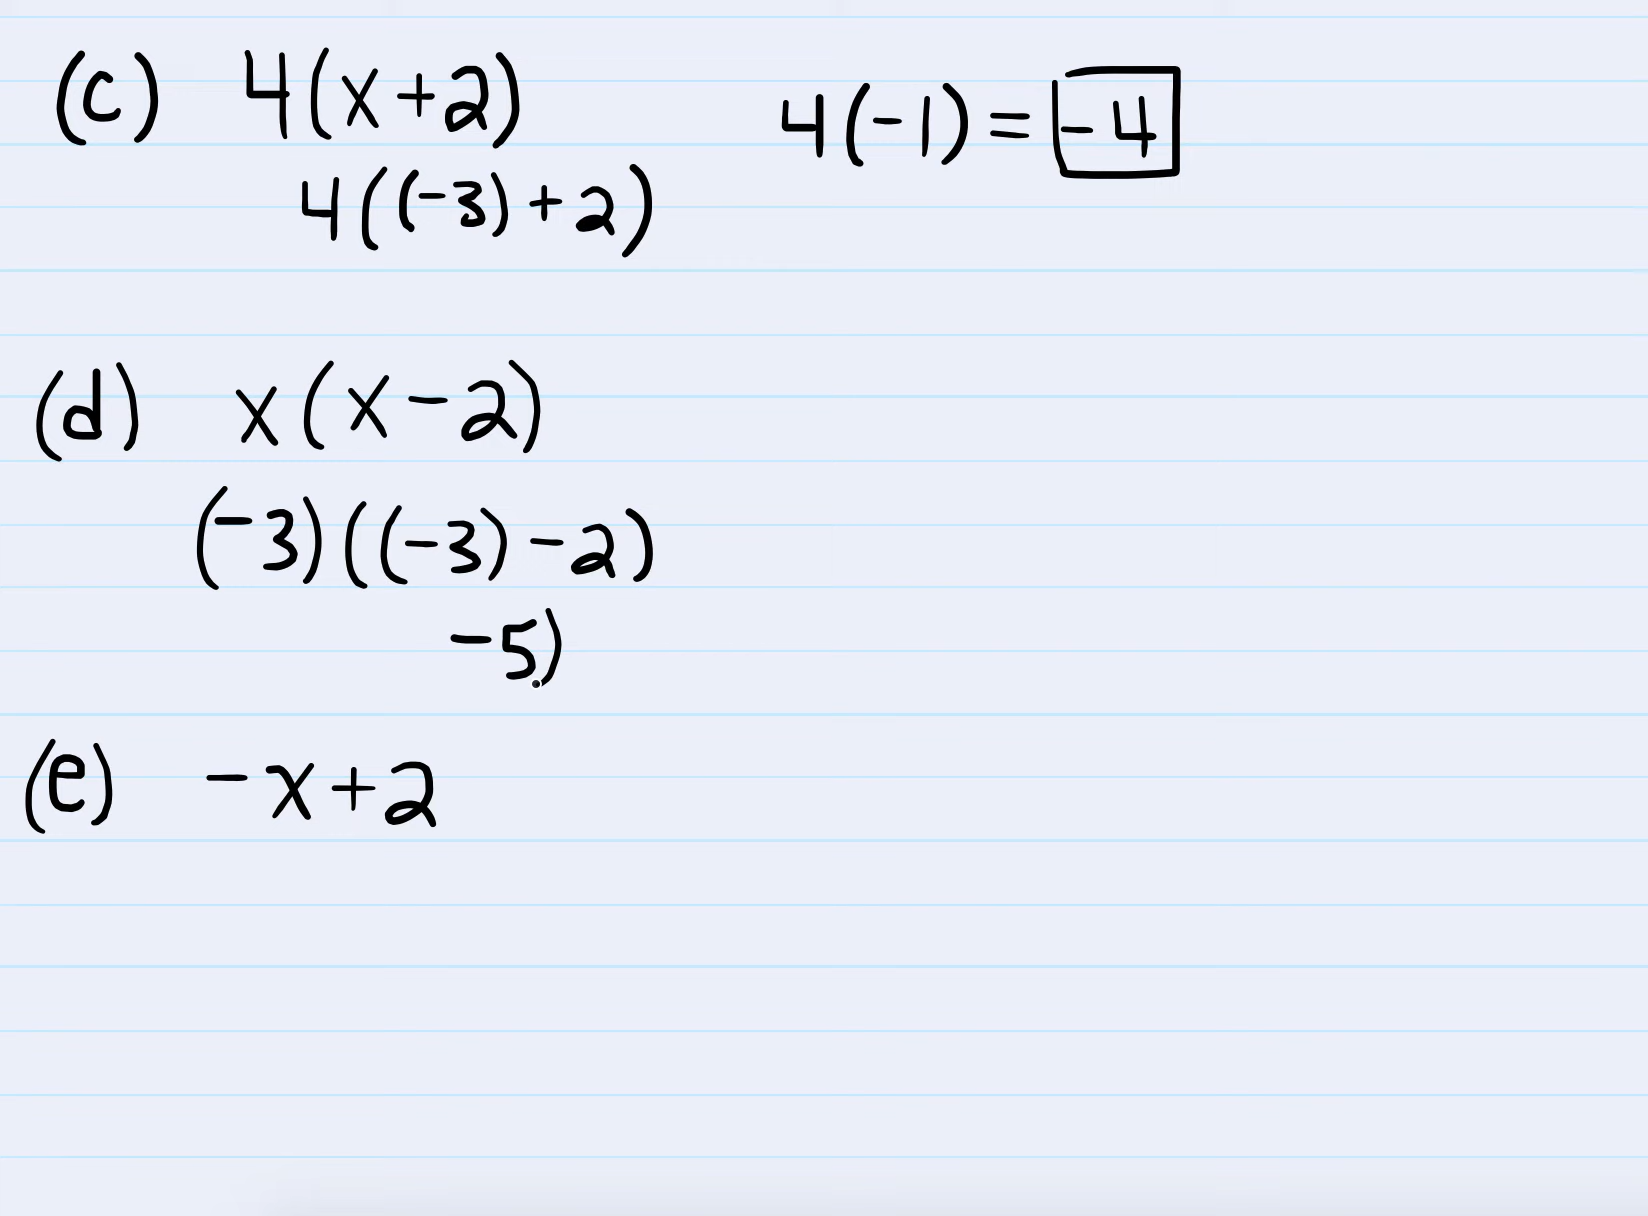 (c) 4(x+2) 4(-1) = -4
4((-3)+2)
(d) x(x-2)
(-3)((-3)-2)
-5)
(e) -x+2